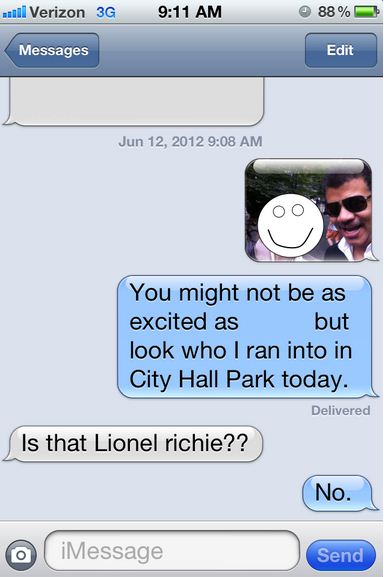 Verizon 3G 9:11 AM 88%
Messages Edit
Jun 12, 2012 9:08 AM
You might not be as
excited as but
look who I ran into in
City Hall Park today.
Delivered
Is that Lionel richie??
No.
iMessage Send